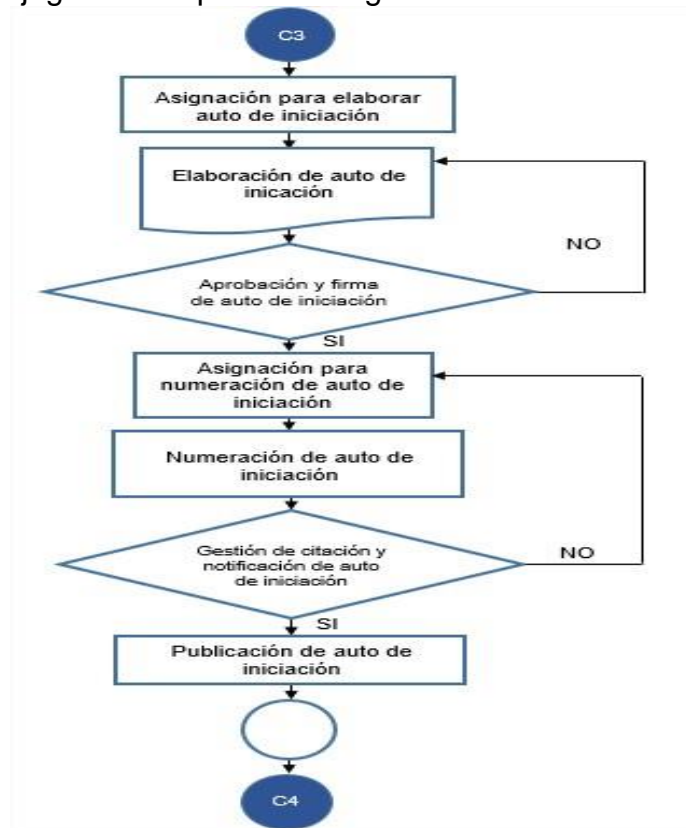 C3
Asignación para elaborar
auto de iniciación
Elaboración de auto de
inicación
NO
Aprobación y firma
de auto de iniciación
SI
Asignación para
numeración de auto de
iniciación
Numeración de auto de
iniciación
Gestión de citación y
notificación de auto
de iniciación
NO
SI
Publicación de auto de
iniciación
C4